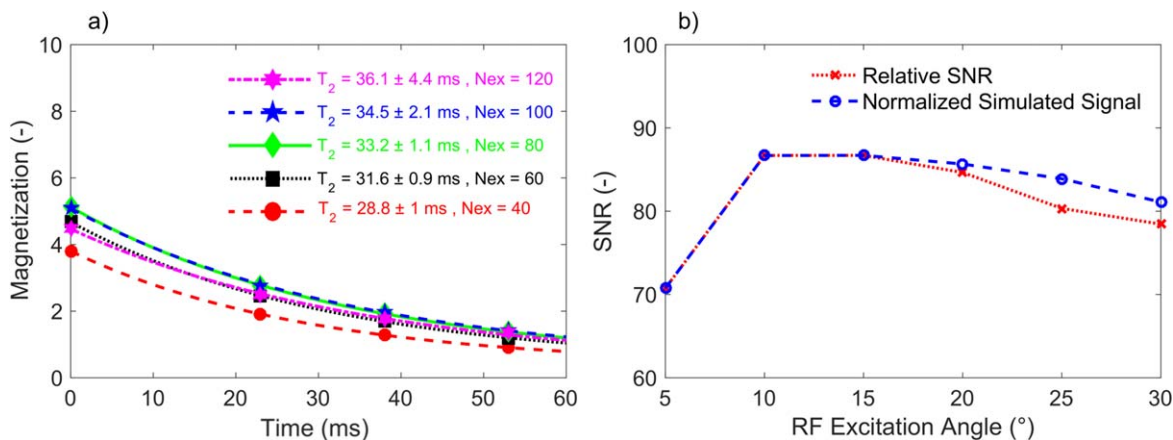 a)
10
8
6
4
2
0
Magnetization (-)
T2 = 36.1 ± 4.4 ms , Nex = 120
T2 = 34.5 ± 2.1 ms , Nex = 100
T2 = 33.2 ± 1.1 ms , Nex = 80
T2 = 31.6 ± 0.9 ms , Nex = 60
T2 = 28.8 ± 1 ms , Nex = 40
0 10 20 30 40 50 60
Time (ms)
b)
100
90
80
70
60
SNR (-)
Relative SNR
Normalized Simulated Signal
5 10 15 20 25 30
RF Excitation Angle (°)